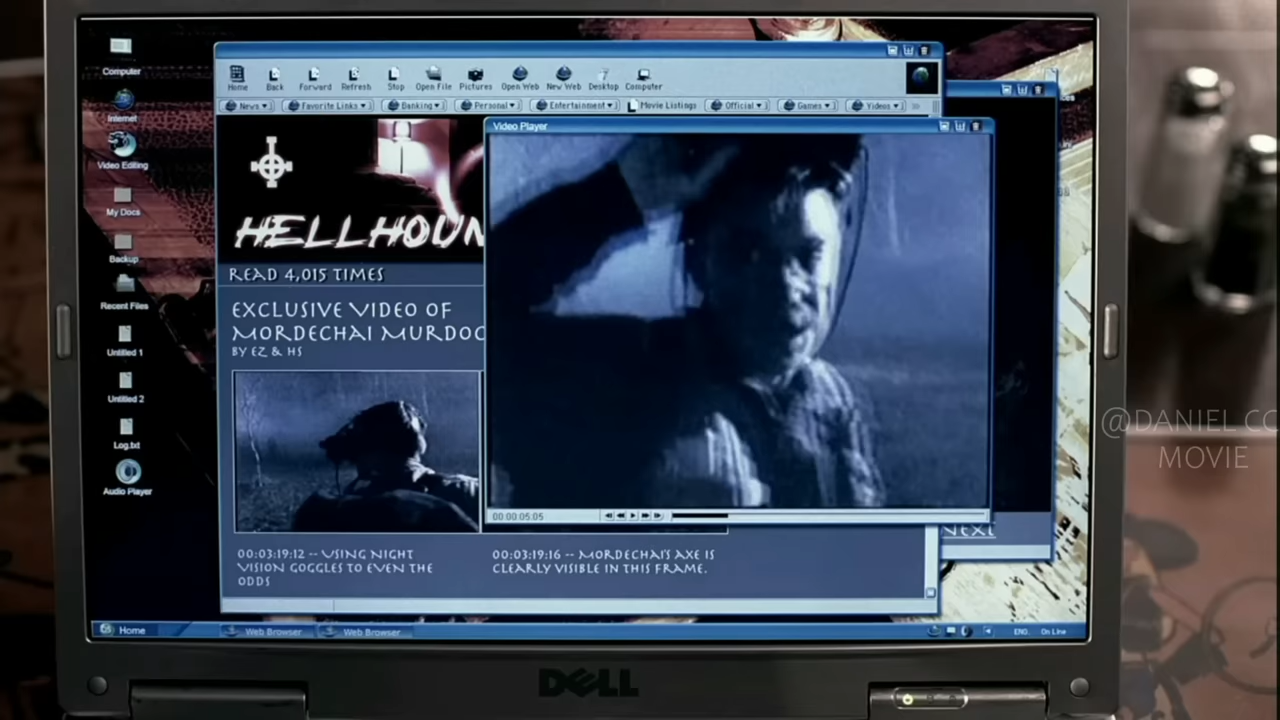 Computer
Internet
Video Editing
My Docs
Backup
Recent Files
Untitled 1
Untitled 2
Log.txt
Audio Player
Home Back Forward Refresh Stop Open File Pictures Open Web New Web Desktop Computer
News Favorite Links Banking Personal Entertainment Movie Listings Official Games Videos
HELLHOUN
READ 4,015 TIMES
EXCLUSIVE VIDEO OF
MORDECHAI MURDOC
BY EZ & HS
Video Player
00:00:05:05
00:03:19:12 -- USING NIGHT
VISION GOGGLES TO EVEN THE
ODDS
00:03:19:16 -- MORDECHAI'S AXE IS
CLEARLY VISIBLE IN THIS FRAME.
NEXT
Home Web Browser Web Browser ENG. On Line
DELL
@DANIEL CC
MOVIE